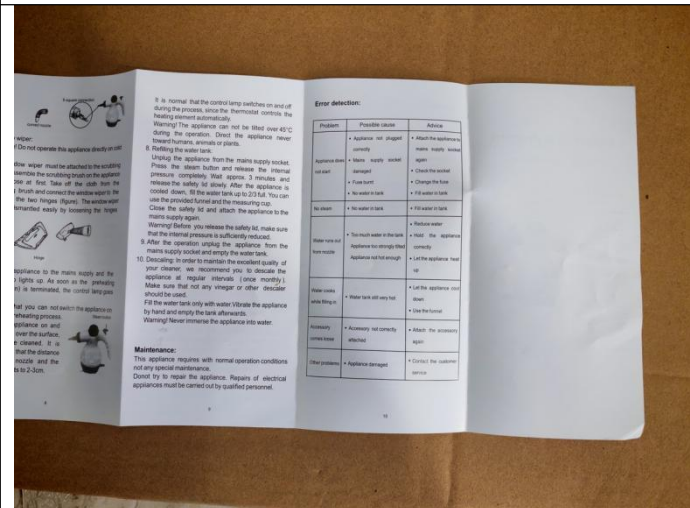 wiper:
! Do not operate this appliance directly on
dow wiper must be attached to the scrubbing
ssemble the scrubbing brush on the appliance
ose at first. Take off the cloth from the
brush and connect the window wiper to the
the two hinges (figure). The window wiper
smantled easily by loosening the hinges
Hinge
appliance to the mains supply and the
lights up. As soon as the preheating
n) is terminated, the control lamp goes
hat you can not switch the appliance on
reheating process.
appliance on and
over the surface,
e cleaned. It is
that the distance
nozzle and the
ts to 2-3cm.
8
It is normal that the control lamp switches on and off
during the process, since the thermostat controls the
heating element automatically.
Warning! The appliance can not be tilted over 45°C
during the operation. Direct the appliance never
toward humans, animals or plants.
8. Refilling the water tank.
Unplug the appliance from the mains supply socket.
Press the steam button and release the internal
pressure completely. Wait approx. 3 minutes and
release the safety lid slowly. After the appliance is
cooled down, fill the water tank up to 2/3 full. You can
use the provided funnel and the measuring cup.
Close the safety lid and attach the appliance to the
mains supply again.
Warning! Before you release the safety lid, make sure
that the internal pressure is sufficiently reduced.
9. After the operation unplug the appliance from the
mains supply socket and empty the water tank.
10. Descaling: In order to maintain the excellent quality of
your cleaner, we recommend you to descale the
appliance at regular intervals ( once monthly ).
Make sure that not any vinegar or other descaler
should be used.
Fill the water tank only with water.Vibrate the appliance
by hand and empty the tank afterwards.
Warning! Never immerse the appliance into water.
Maintenance:
This appliance requires with normal operation conditions
not any special maintenance.
Donot try to repair the appliance. Repairs of electrical
appliances must be carried out by qualified personnel.
9
Error detection:
Problem Possible cause Advice
Appliance does
not start
• Appliance not plugged
correctly
• Mains supply socket
damaged
• Fuse burnt
• No water in tank
• Attach the appliance to
mains supply socket
again
• Check the socket
• Change the fuse
• Fill water in tank
No steam • No water in tank • Fill water in tank
Water runs out
from nozzle
• Too much water in the tank
Appliance too strongly tilted
Appliance not hot enough
• Reduce water
• Hold the appliance
correctly
• Let the appliance heat
up
Water cooks
while filling in
• Water tank still very hot
• Let the appliance cool
down
• Use the funnel
Accessory
comes loose
• Accessory not correctly
attached
• Attach the accessory
again
Other problems • Appliance damaged
• Contact the customer
service
10